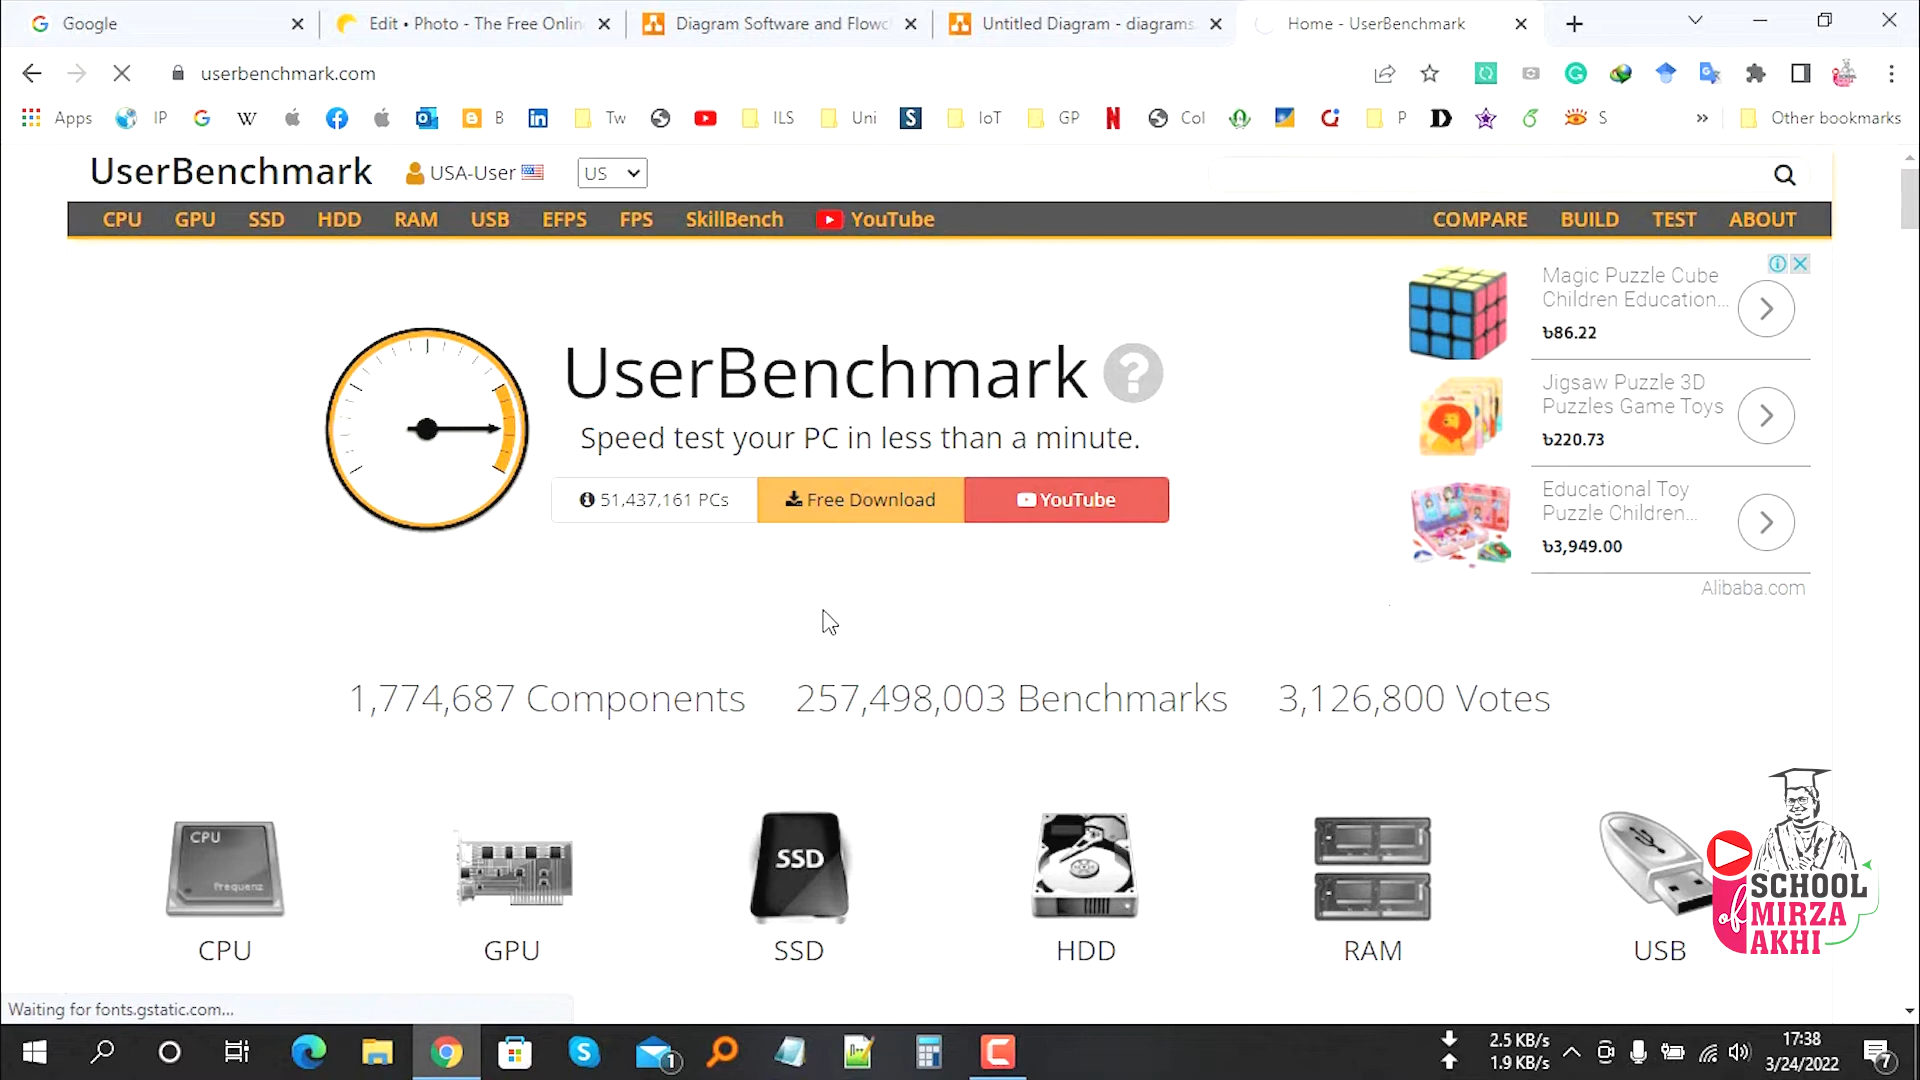 Google
Edit • Photo - The Free Onlin
Diagram Software and Flowc
Untitled Diagram - diagrams.
Home - UserBenchmark
userbenchmark.com
Apps
IP
B
Tw
ILS
Uni
IoT
GP
Col
P
S
Other bookmarks
UserBenchmark
USA-User
US
CPU
GPU
SSD
HDD
RAM
USB
EFPS
FPS
SkillBench
YouTube
COMPARE
BUILD
TEST
ABOUT
UserBenchmark
Speed test your PC in less than a minute.
51,437,161 PCs
Free Download
YouTube
Magic Puzzle Cube
Children Education...
৳86.22
Jigsaw Puzzle 3D
Puzzles Game Toys
৳220.73
Educational Toy
Puzzle Children...
৳3,949.00
Alibaba.com
1,774,687 Components
257,498,003 Benchmarks
3,126,800 Votes
CPU
Frequenz
SSD
CPU
GPU
SSD
HDD
RAM
USB
SCHOOL
of MIRZA
AKHI
Waiting for fonts.gstatic.com...
1
2.5 KB/s
1.9 KB/s
17:38
3/24/2022
7